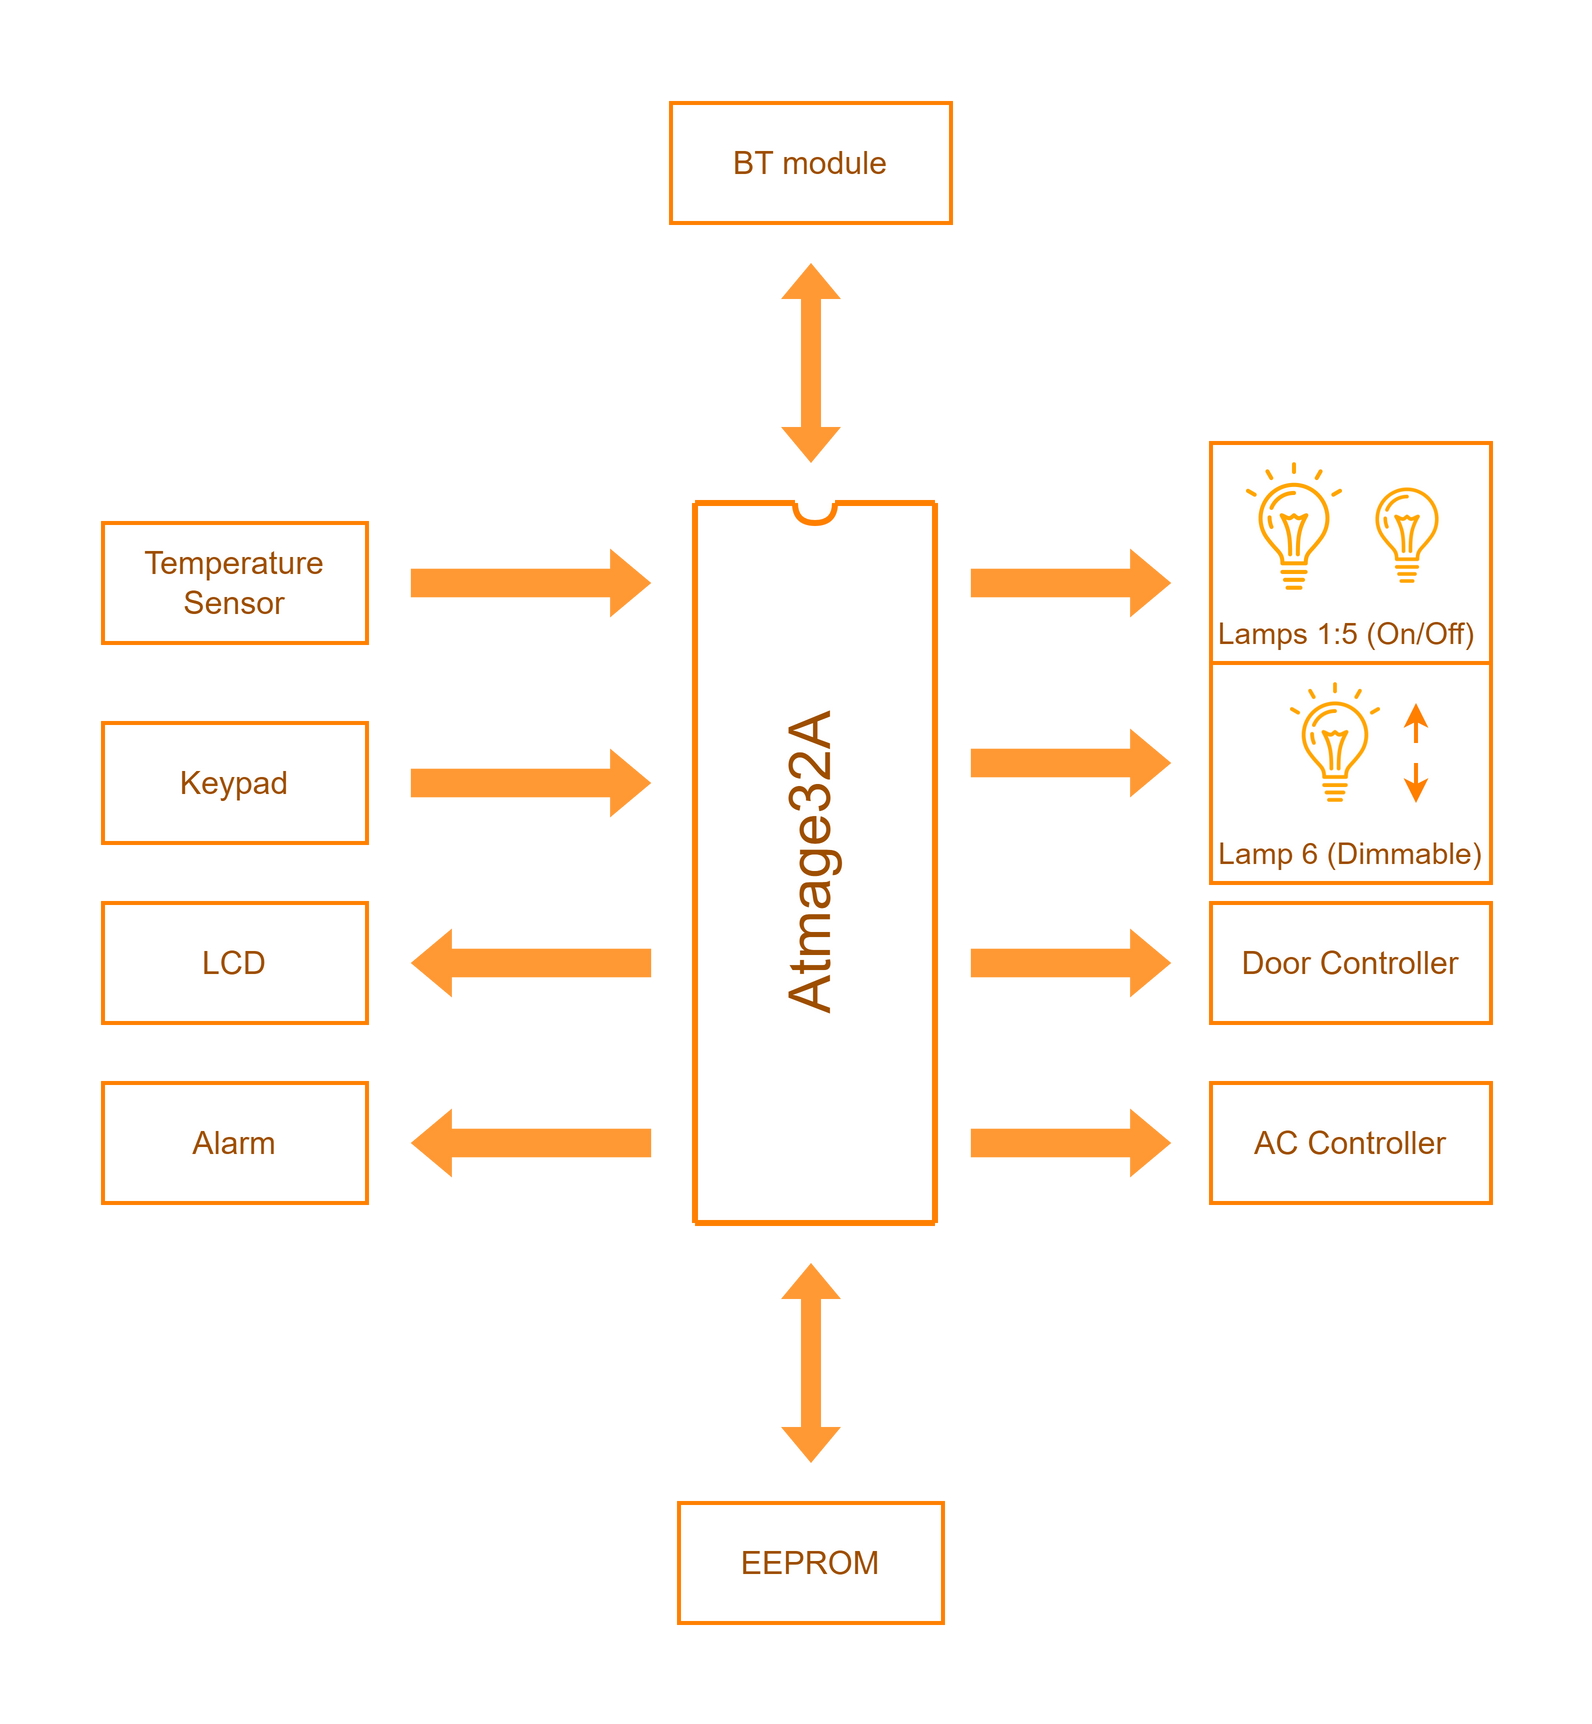 BT module
Temperature
Sensor
Keypad
LCD
Alarm
Atmage32A
Lamps 1:5 (On/Off)
Lamp 6 (Dimmable)
Door Controller
AC Controller
EEPROM